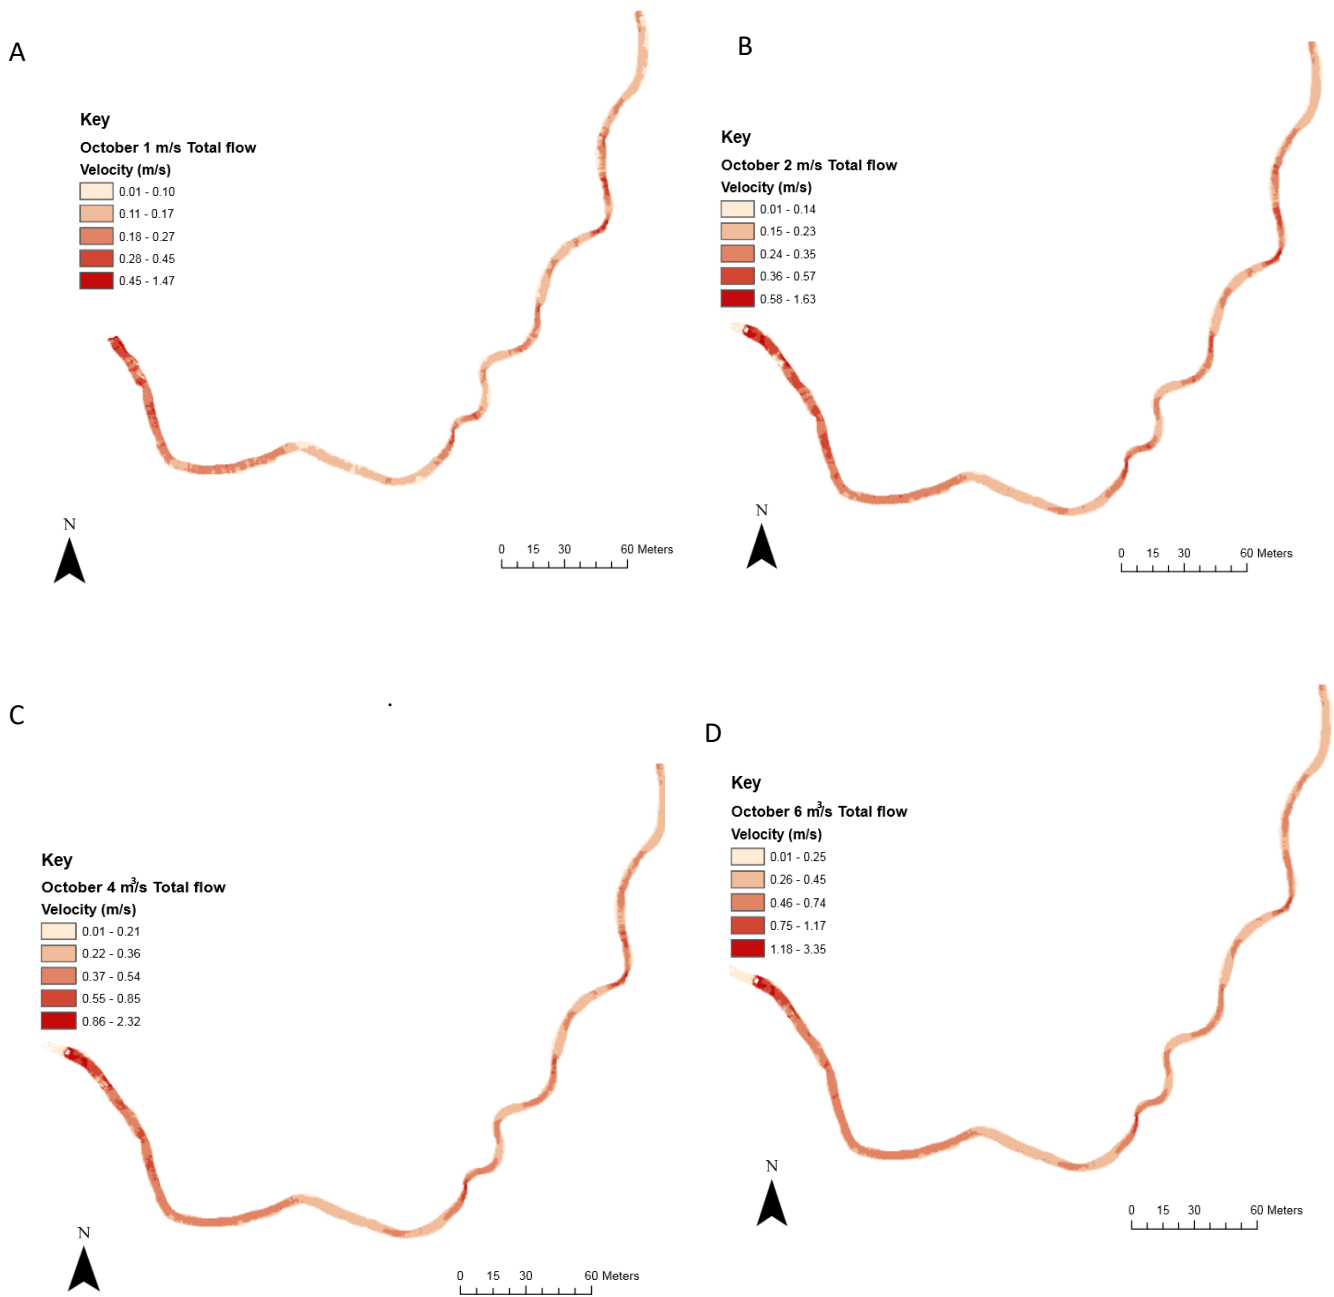 A
Key
October 1 m/s Total flow
Velocity (m/s)
0.01 - 0.10
0.11 - 0.17
0.18 - 0.27
0.28 - 0.45
0.45 - 1.47
N
0 15 30 60 Meters
B
Key
October 2 m/s Total flow
Velocity (m/s)
0.01 - 0.14
0.15 - 0.23
0.24 - 0.35
0.36 - 0.57
0.58 - 1.63
N
0 15 30 60 Meters
C
Key
October 4 m³/s Total flow
Velocity (m/s)
0.01 - 0.21
0.22 - 0.36
0.37 - 0.54
0.55 - 0.85
0.86 - 2.32
N
0 15 30 60 Meters
D
Key
October 6 m³/s Total flow
Velocity (m/s)
0.01 - 0.25
0.26 - 0.45
0.46 - 0.74
0.75 - 1.17
1.18 - 3.35
N
0 15 30 60 Meters